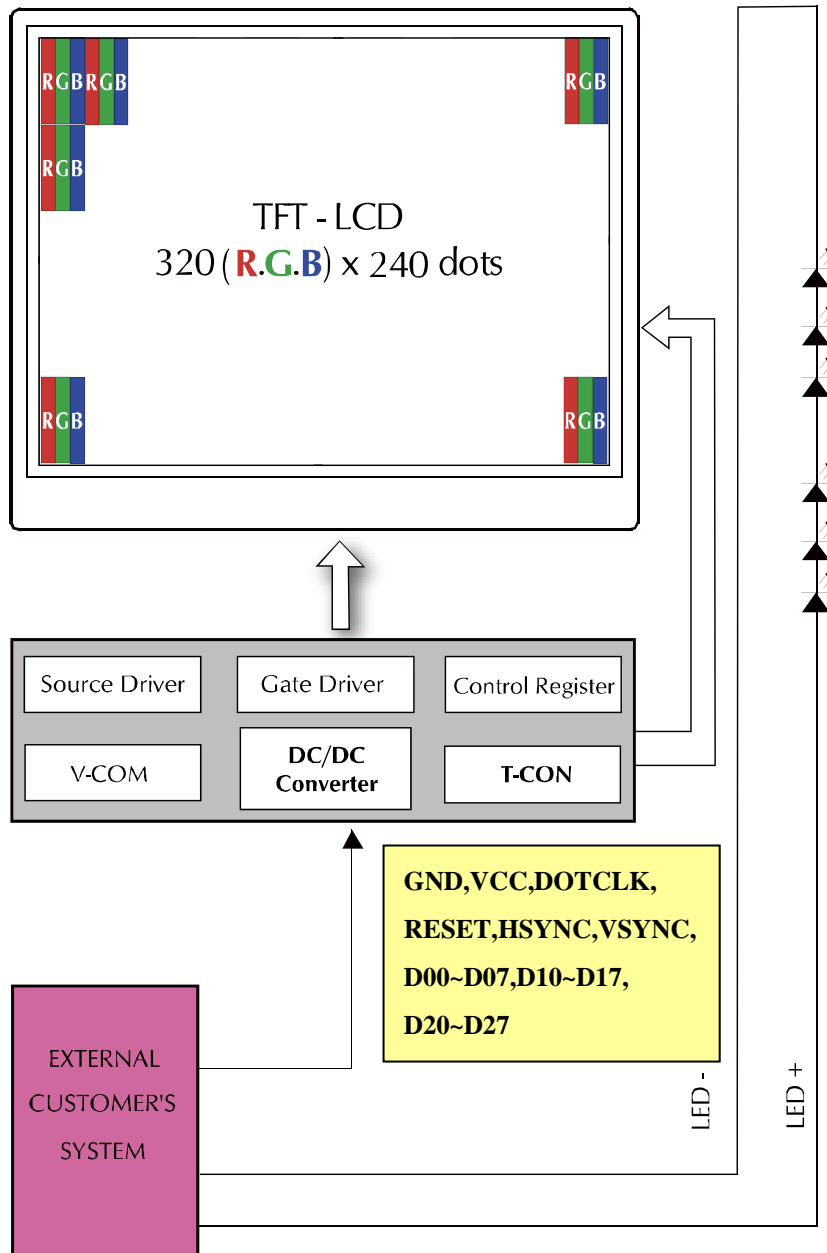 RGBRGB
RGB
RGB
TFT - LCD
320 (R.G.B) x 240 dots
RGB
RGB
Source Driver
Gate Driver
Control Register
V-COM
DC/DC
Converter
T-CON
GND,VCC,DOTCLK,
RESET,HSYNC,VSYNC,
D00~D07,D10~D17,
D20~D27
EXTERNAL
CUSTOMER'S
SYSTEM
LED -
LED +